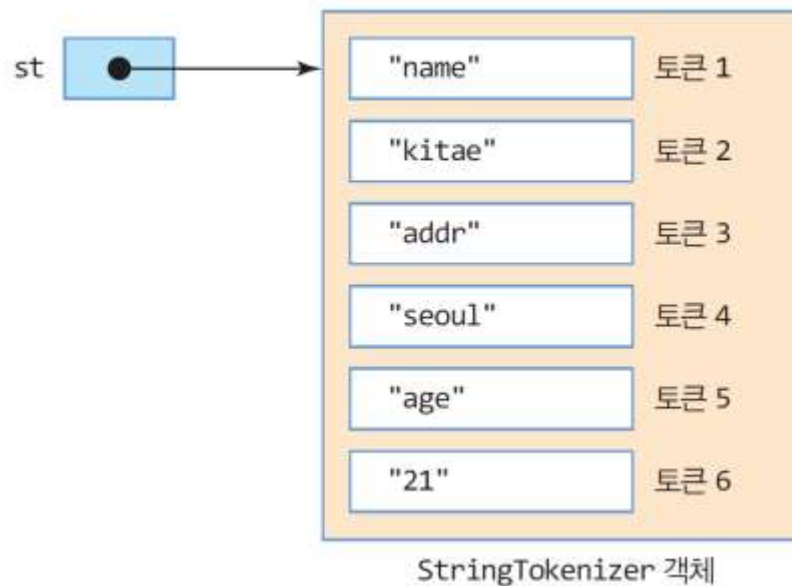 st "name" 토큰 1
"kitae" 토큰 2
"addr" 토큰 3
"seoul" 토큰 4
"age" 토큰 5
"21" 토큰 6
StringTokenizer 객체